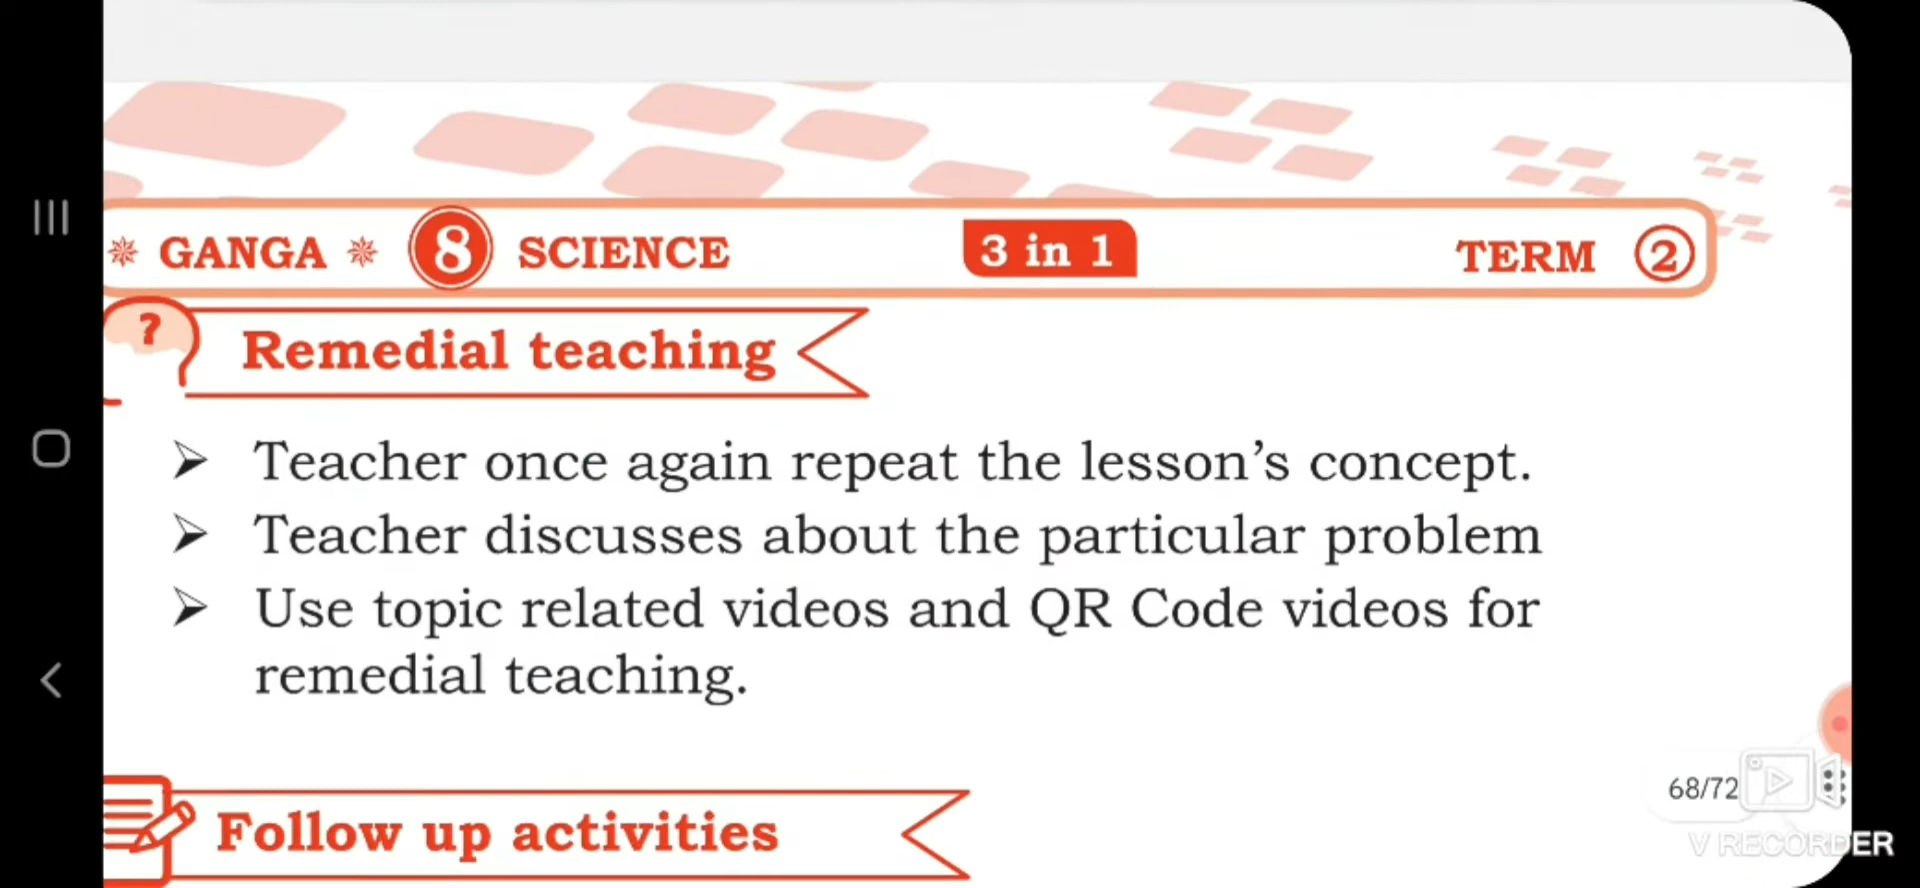 GANGA 8 SCIENCE 3 in 1 TERM 2
?
Remedial teaching
Teacher once again repeat the lesson's concept.
Teacher discusses about the particular problem
Use topic related videos and QR Code videos for
remedial teaching.
68/72
V RECORDER
Follow up activities